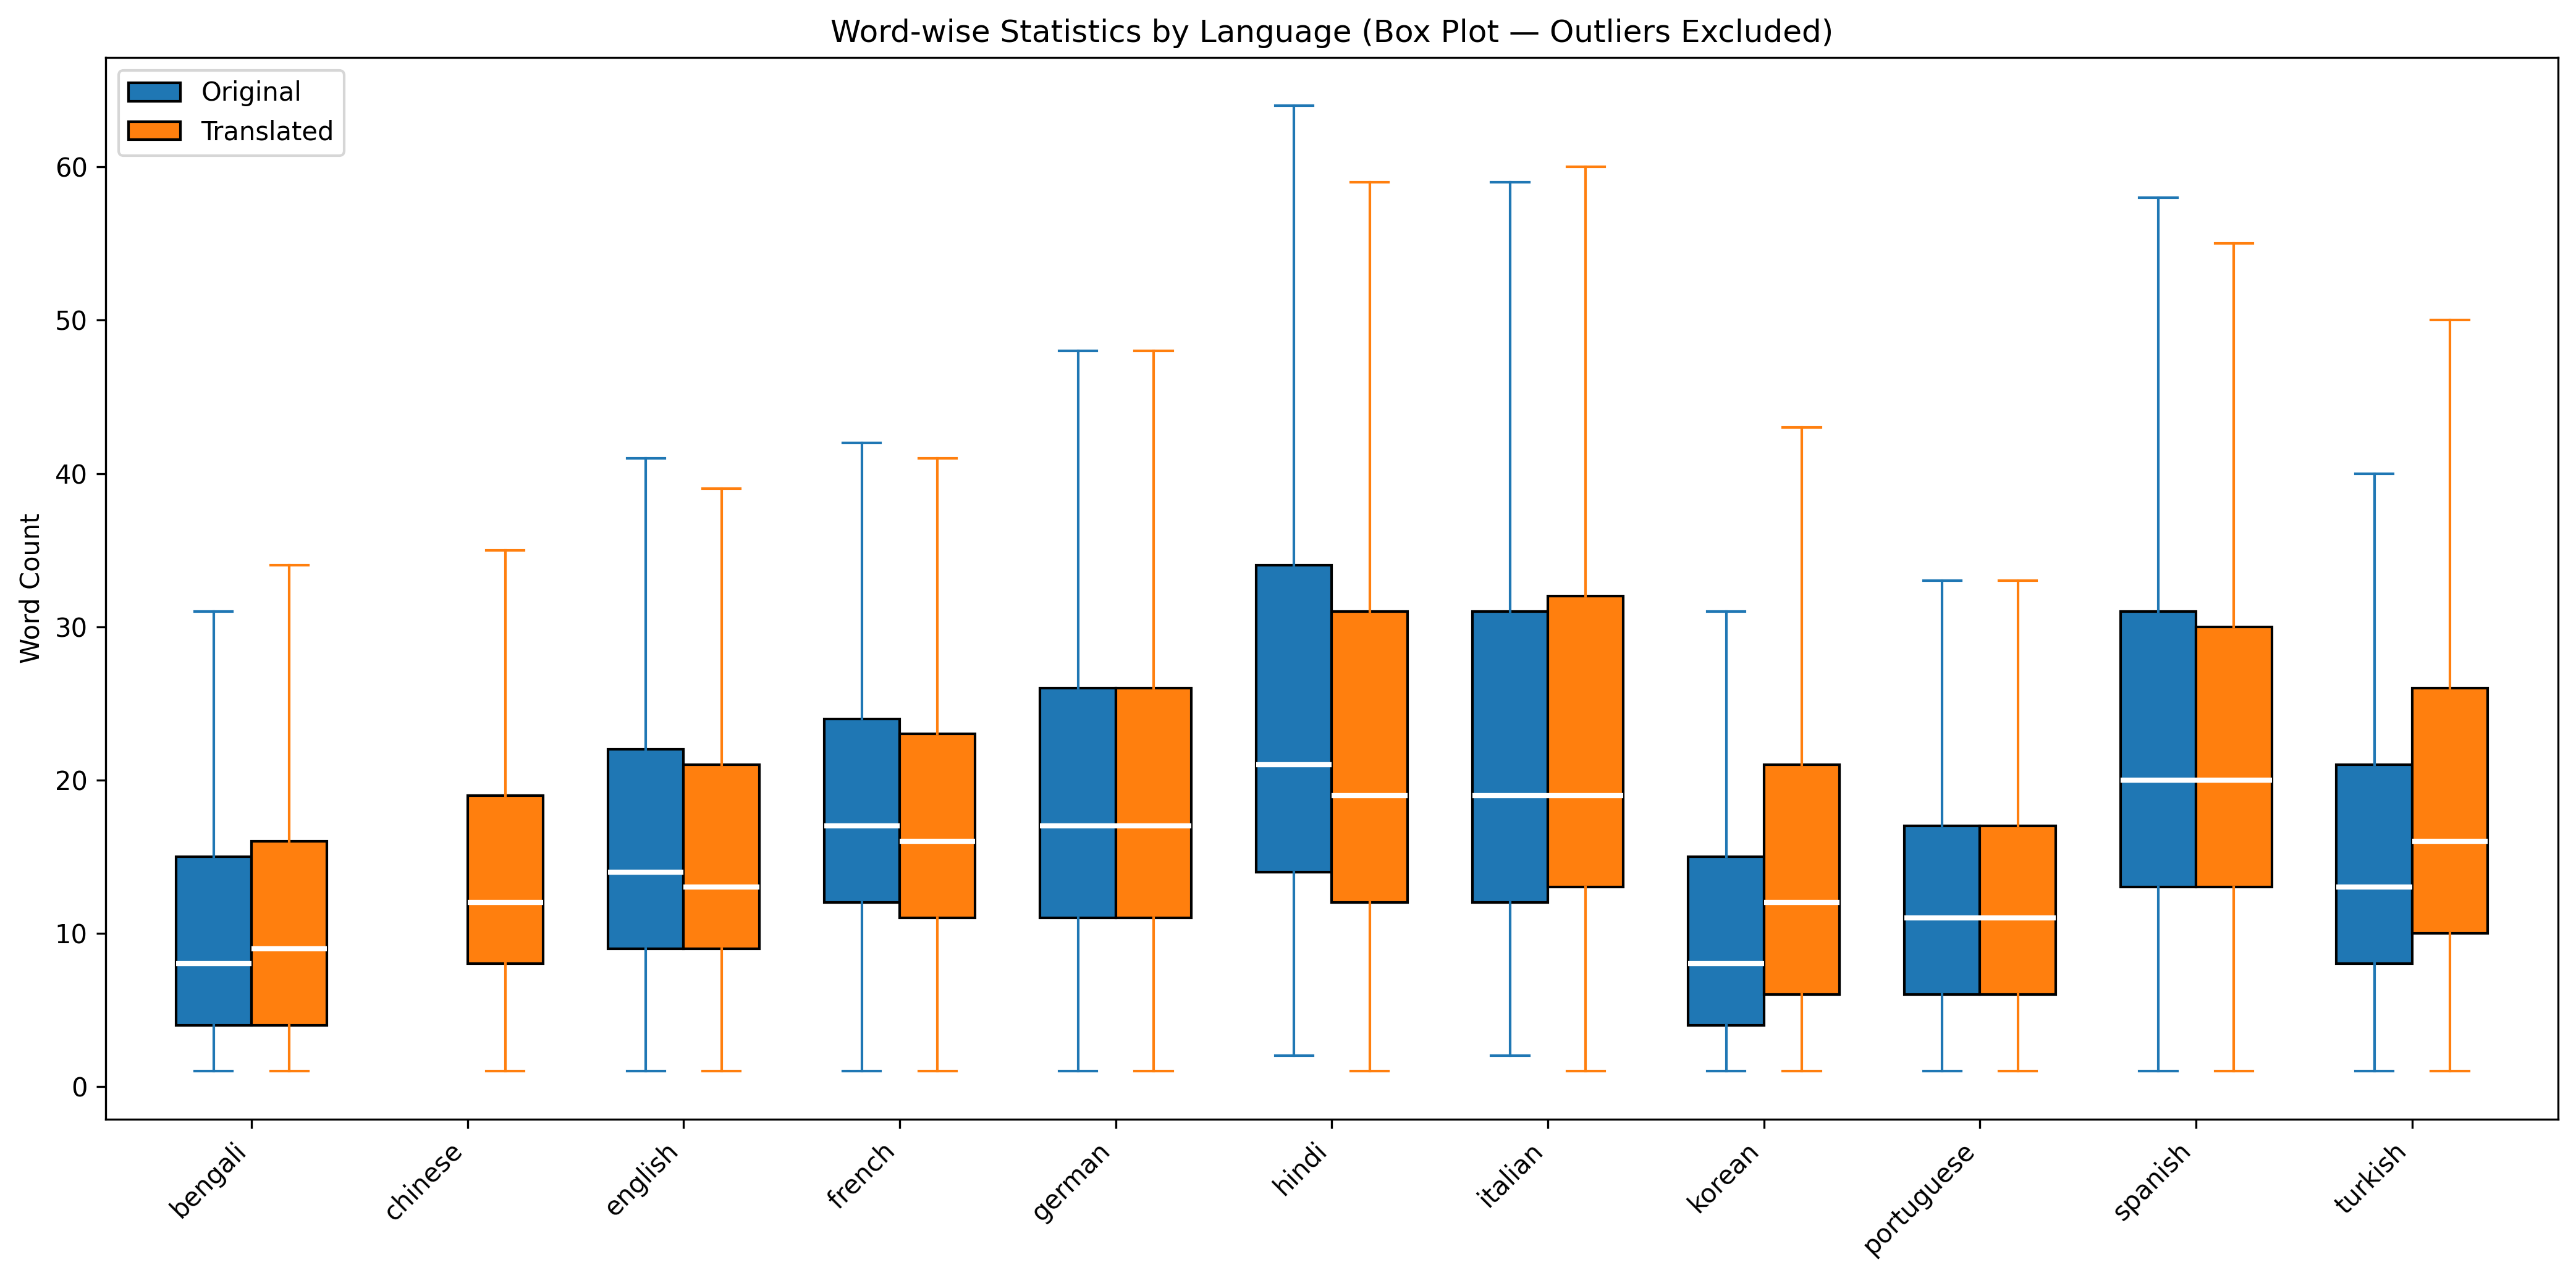 Word-wise Statistics by Language (Box Plot — Outliers Excluded)
Original
Translated
Word Count
60
50
40
30
20
10
0
bengali
chinese
english
french
german
hindi
italian
korean
portuguese
spanish
turkish